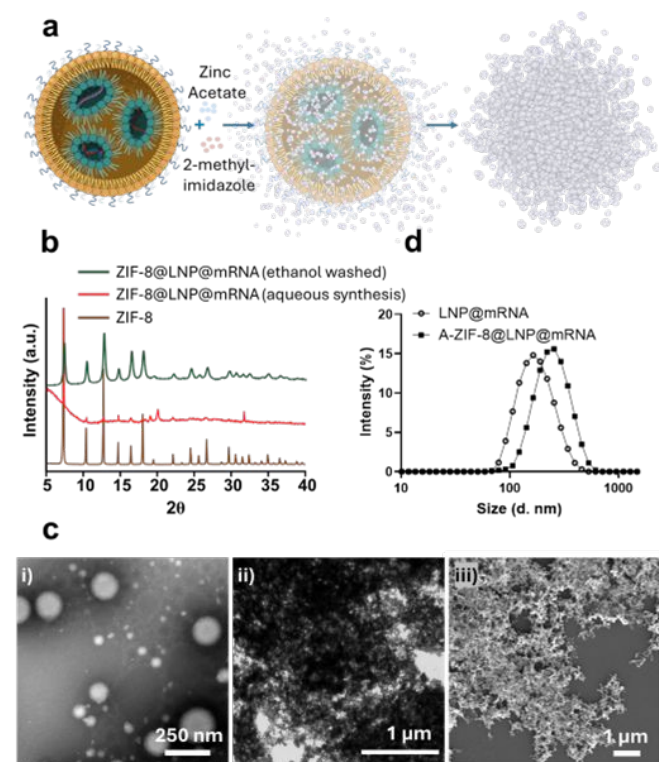 a
Zinc
Acetate
+
2-methyl-
imidazole
b
ZIF-8@LNP@mRNA (ethanol washed)
ZIF-8@LNP@mRNA (aqueous synthesis)
ZIF-8
Intensity (a.u.)
5 10 15 20 25 30 35 40
2θ
d
LNP@mRNA
A-ZIF-8@LNP@mRNA
Intensity (%)
20
15
10
5
0
10 100 1000
Size (d. nm)
c
i)
250 nm
ii)
1 µm
iii)
1 µm